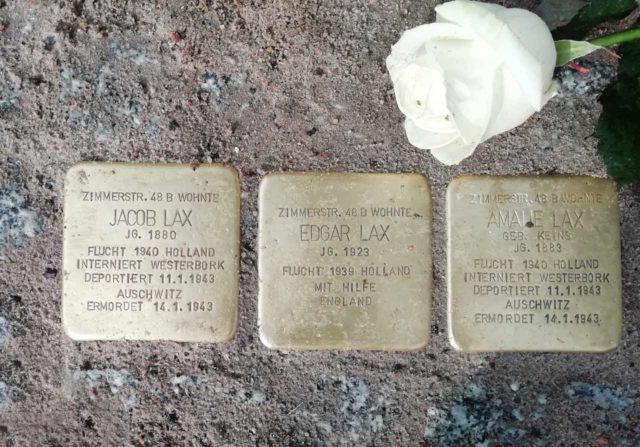 ZIMMERSTR. 48 B WOHNTE
JACOB LAX
JG. 1880
FLUCHT 1940 HOLLAND
INTERNIERT WESTERBORK
DEPORTIERT 11.1.1943
AUSCHWITZ
ERMORDET 14.1.1943
ZIMMERSTR. 48 B WOHNTE
EDGAR LAX
JG. 1923
FLUCHT 1939 HOLLAND
MIT HILFE
ENGLAND
ZIMMERSTR. 48 B WOHNTE
AMALIE LAX
GEB. KEINS
JG. 1883
FLUCHT 1940 HOLLAND
INTERNIERT WESTERBORK
DEPORTIERT 11.1.1943
AUSCHWITZ
ERMORDET 14.1.1943